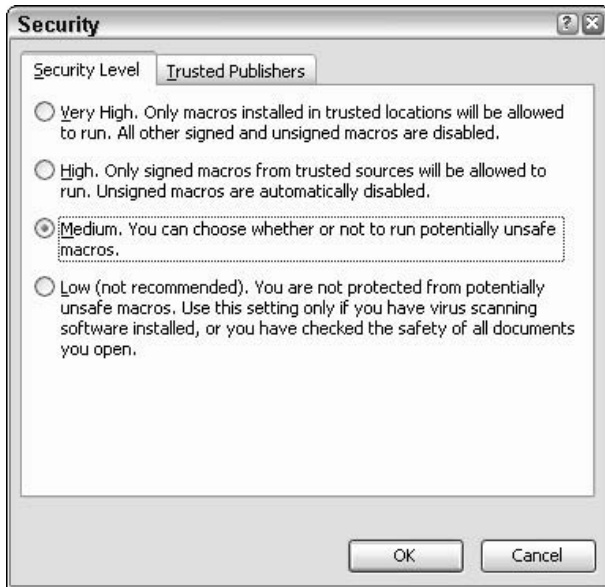 Security
Security Level
Trusted Publishers
Very High. Only macros installed in trusted locations will be allowed
to run. All other signed and unsigned macros are disabled.
High. Only signed macros from trusted sources will be allowed to
run. Unsigned macros are automatically disabled.
Medium. You can choose whether or not to run potentially unsafe
macros.
Low (not recommended). You are not protected from potentially
unsafe macros. Use this setting only if you have virus scanning
software installed, or you have checked the safety of all documents
you open.
OK
Cancel